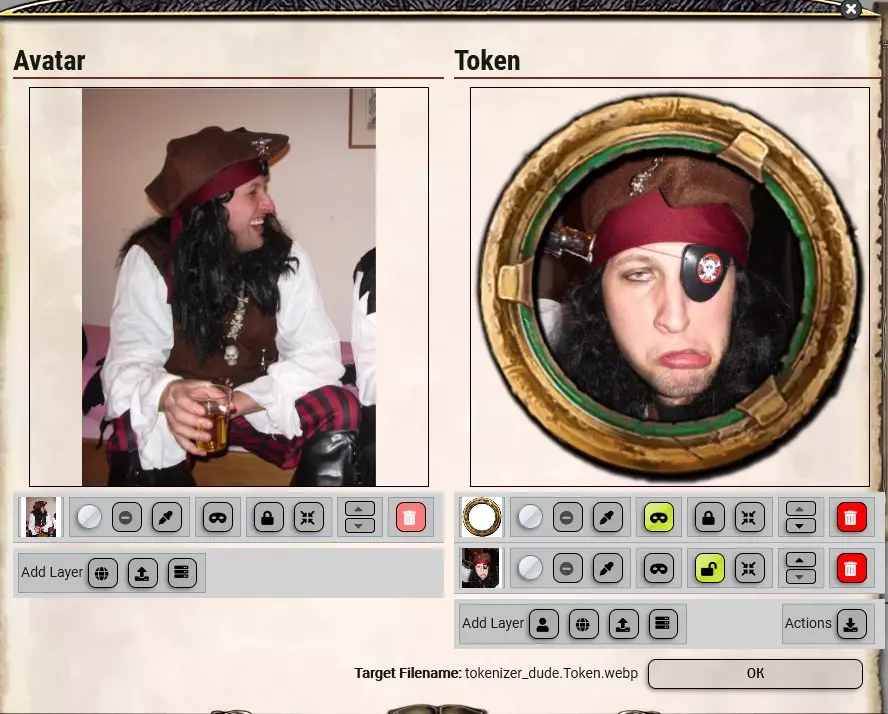 Avatar
Token
Add Layer
Add Layer
Actions
Target Filename: tokenizer_dude.Token.webp
OK